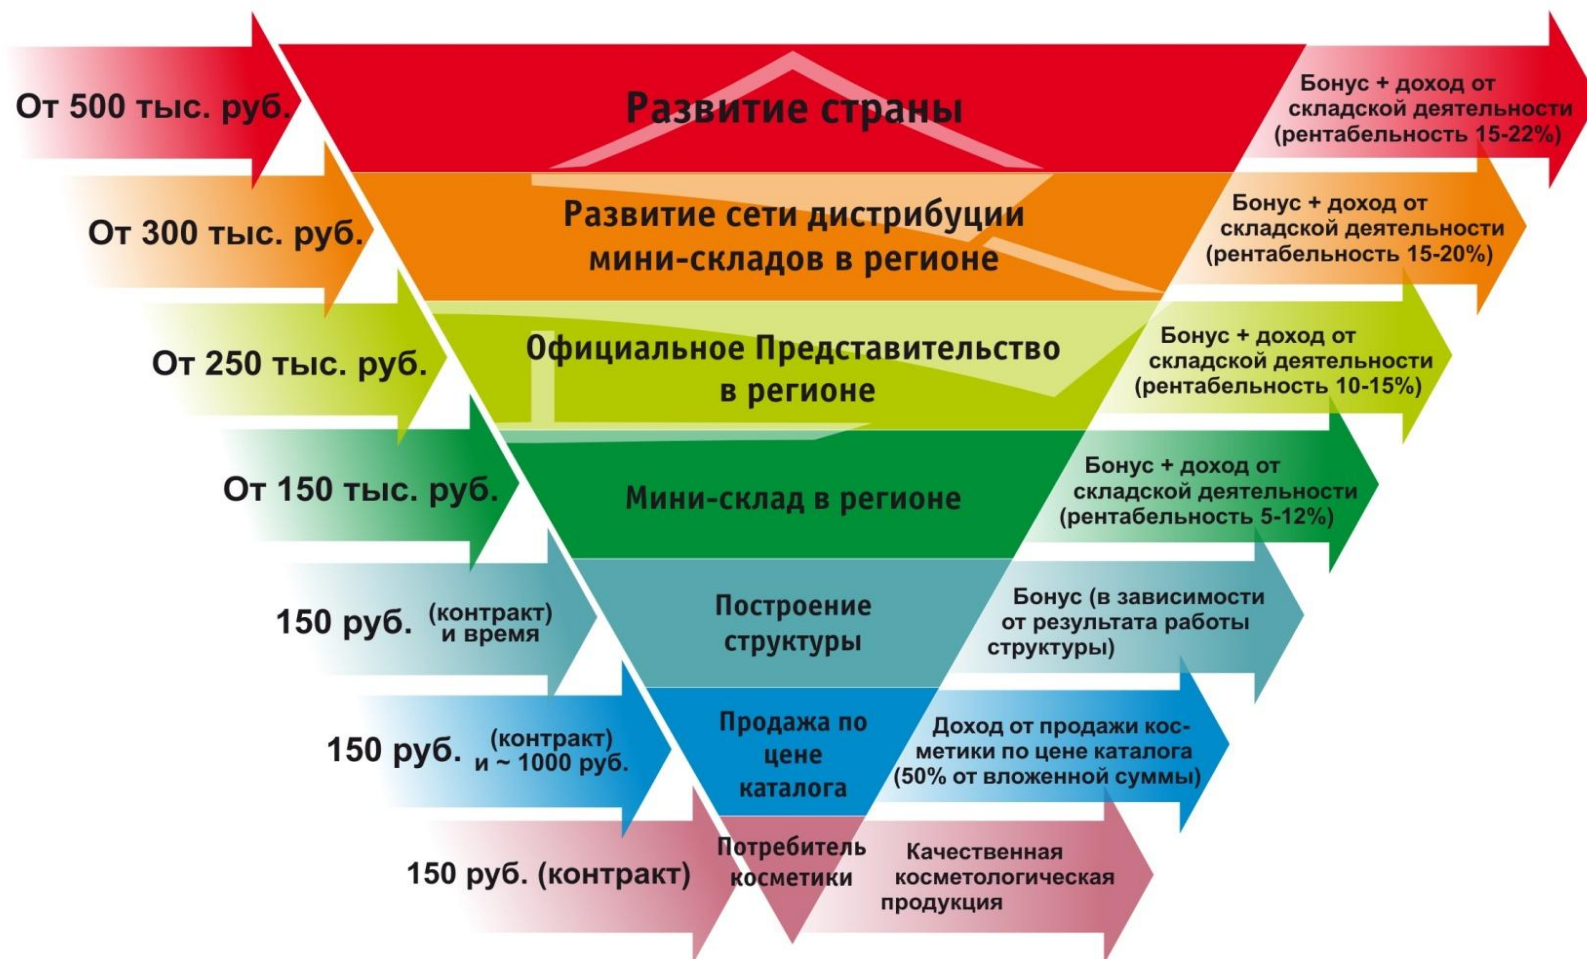 От 500 тыс. руб.
Развитие страны
Бонус + доход от
складской деятельности
(рентабельность 15-22%)
От 300 тыс. руб.
Развитие сети дистрибуции
мини-складов в регионе
Бонус + доход от
складской деятельности
(рентабельность 15-20%)
От 250 тыс. руб.
Официальное Представительство
в регионе
Бонус + доход от
складской деятельности
(рентабельность 10-15%)
От 150 тыс. руб.
Мини-склад в регионе
Бонус + доход от
складской деятельности
(рентабельность 5-12%)
150 руб. (контракт)
и время
Построение
структуры
Бонус (в зависимости
от результата работы
структуры)
150 руб. (контракт)
и ~ 1000 руб.
Продажа по
цене
каталога
Доход от продажи кос-
метики по цене каталога
(50% от вложенной суммы)
150 руб. (контракт)
Потребитель
косметики
Качественная
косметологическая
продукция